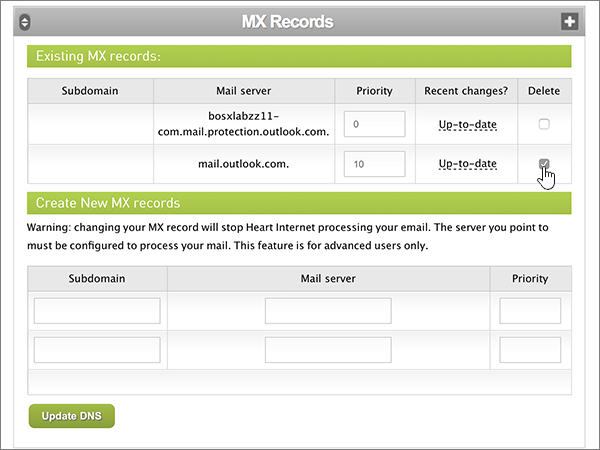 MX Records
Existing MX records:
Subdomain Mail server Priority Recent changes? Delete
bosxlabzz11-
com.mail.protection.outlook.com. 0 Up-to-date
mail.outlook.com. 10 Up-to-date
Create New MX records
Warning: changing your MX record will stop Heart Internet processing your email. The server you point to
must be configured to process your mail. This feature is for advanced users only.
Subdomain Mail server Priority
Update DNS